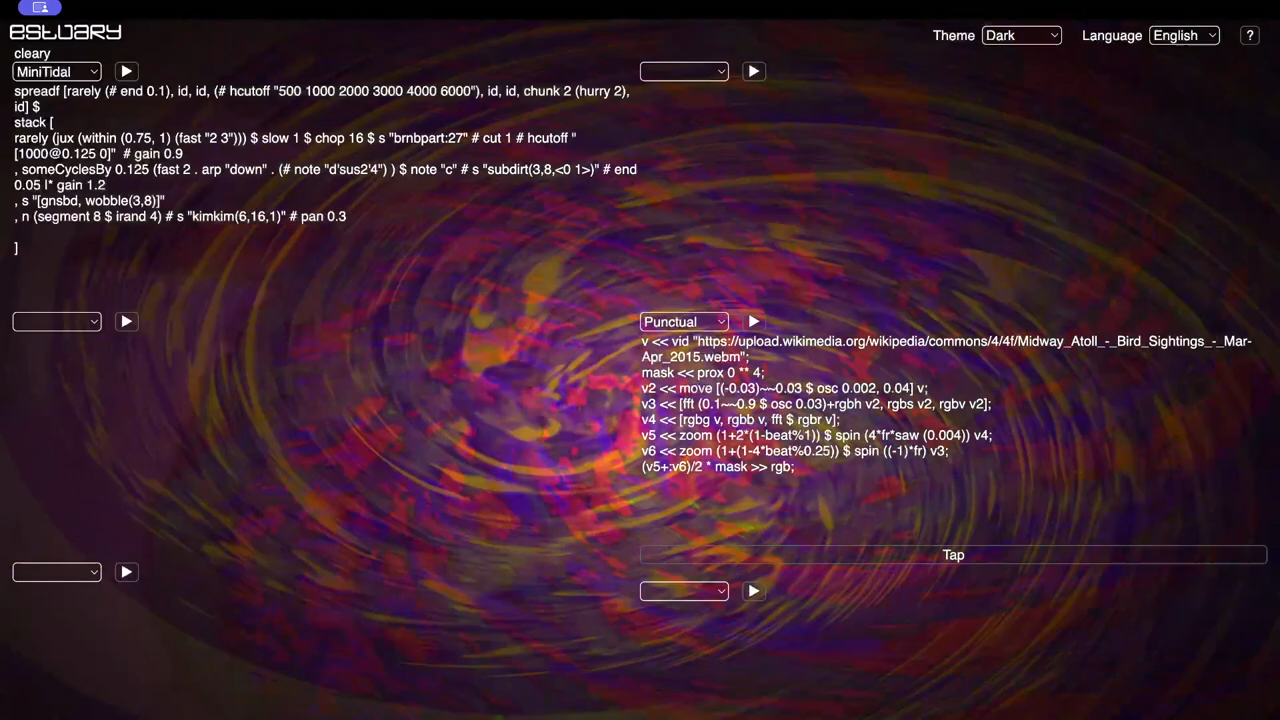 estuary
Theme Dark Language English ?
cleary
MiniTidal
spreadf [rarely (# end 0.1), id, id, (# hcutoff "500 1000 2000 3000 4000 6000"), id, id, chunk 2 (hurry 2),
id] $
stack [
rarely (jux (within (0.75, 1) (fast "2 3"))) $ slow 1 $ chop 16 $ s "brnbpart:27" # cut 1 # hcutoff "
[1000@0.125 0]" # gain 0.9
, someCyclesBy 0.125 (fast 2 . arp "down" . (# note "d'sus2'4") ) $ note "c" # s "subdirt(3,8,<0 1>)" # end
0.05 |* gain 1.2
, s "[gnsbd, wobble(3,8)]"
, n (segment 8 $ irand 4) # s "kimkim(6,16,1)" # pan 0.3
]
Punctual
v << vid "https://upload.wikimedia.org/wikipedia/commons/4/4f/Midway_Atoll_-_Bird_Sightings_-_Mar-
Apr_2015.webm";
mask << prox 0 ** 4;
v2 << move [(-0.03)~~0.03 $ osc 0.002, 0.04] v;
v3 << [fft (0.1~~0.9 $ osc 0.03)+rgbh v2, rgbs v2, rgbv v2];
v4 << [rgbg v, rgbb v, fft $ rgbr v];
v5 << zoom (1+2*(1-beat%1)) $ spin (4*fr*saw (0.004)) v4;
v6 << zoom (1+(1-4*beat%0.25)) $ spin ((-1)*fr) v3;
(v5+:v6)/2 * mask >> rgb;
Tap